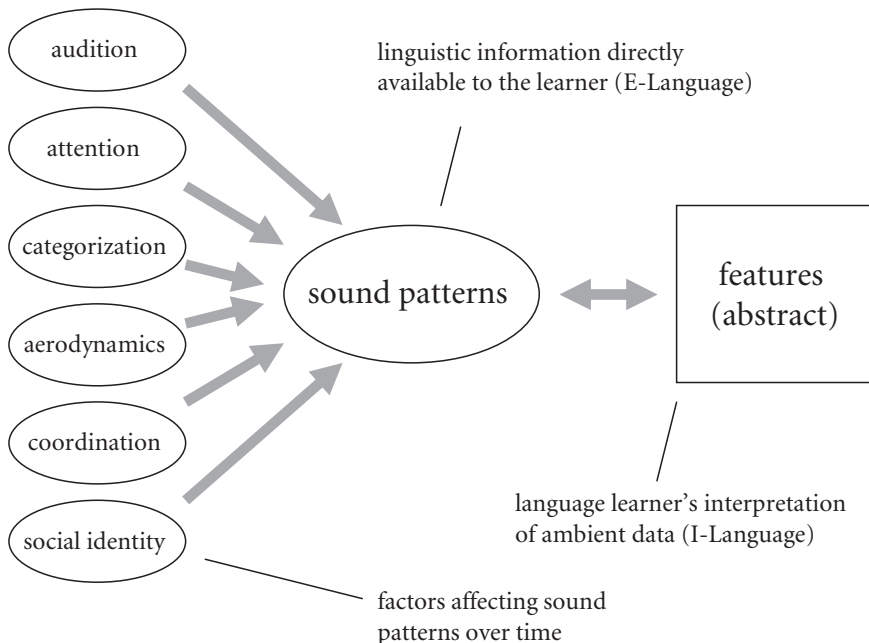 audition
attention
categorization
aerodynamics
coordination
social identity
linguistic information directly
available to the learner (E-Language)
sound patterns
features
(abstract)
language learner’s interpretation
of ambient data (I-Language)
factors affecting sound
patterns over time